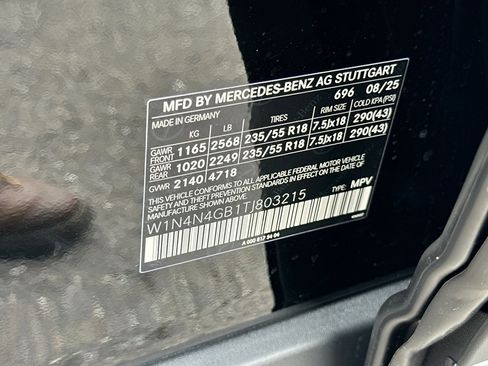 MFD BY MERCEDES-BENZ AG STUTTGART
MADE IN GERMANY 696 08/25
KG LB TIRES RIM SIZE COLD KPA(PSI)
GAWR FRONT 1165 2568 235/55 R18 7.5Jx18 290(43)
GAWR REAR 1020 2249 235/55 R18 7.5Jx18 290(43)
GVWR 2140 4718
THIS VEHICLE CONFORMS TO ALL APPLICABLE FEDERAL MOTOR VEHICLE
SAFETY AND THEFT PREVENTION STANDARDS IN EFFECT ON THE DATE OF
MANUFACTURE SHOWN ABOVE. TYPE: MPV
W1N4N4GB1TJ803215